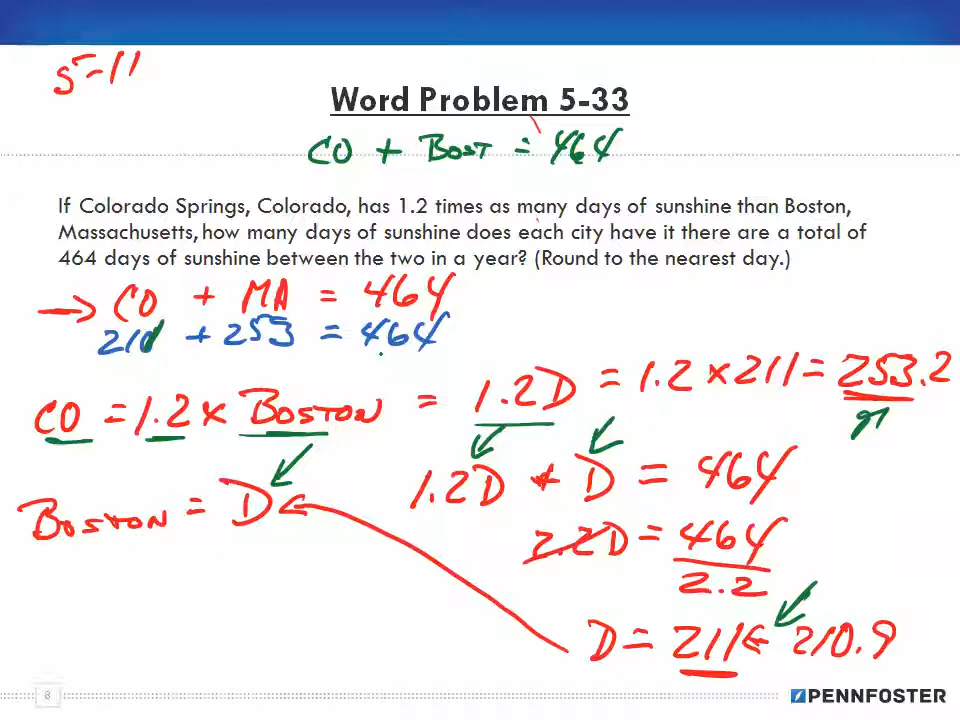 5=11
Word Problem 5-33
CO + BOST = 464
If Colorado Springs, Colorado, has 1.2 times as many days of sunshine than Boston,
Massachusetts, how many days of sunshine does each city have it there are a total of
464 days of sunshine between the two in a year? (Round to the nearest day.)
→ CO + MA = 464
211 + 253 = 464
CO = 1.2 × BOSTON = 1.2D = 1.2 × 211 = 253.2
1.2D + D = 464
BOSTON = D
2.2D = 464
2.2
D = 211 ← 210.9
8
PENNFOSTER